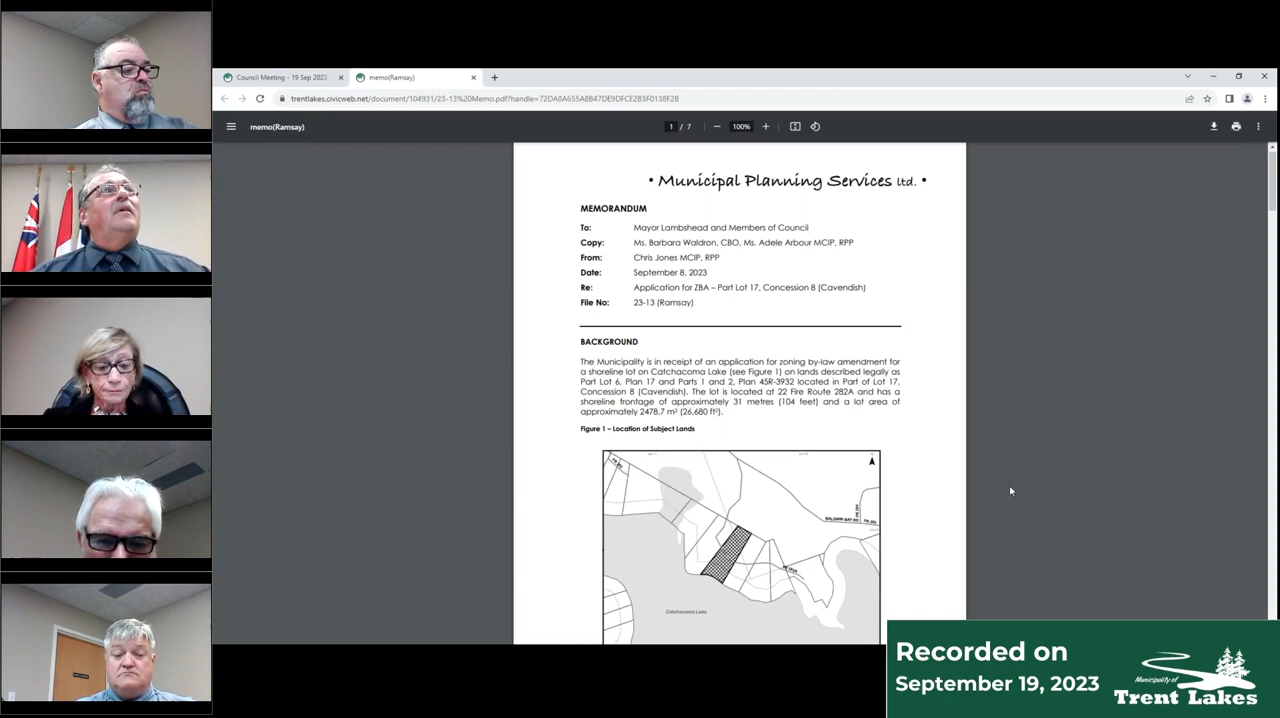 Council Meeting - 19 Sep 2023
memo(Ramsay)
trentlakes.civicweb.net/document/104931/23-13%20Memo.pdf?handle=72DA8A655A8B47DE9DFCE2B3F0138F28
memo(Ramsay)
1 / 7
100%
• Municipal Planning Services Ltd. •
MEMORANDUM
To: Mayor Lambshead and Members of Council
Copy: Ms. Barbara Waldron, CBO, Ms. Adele Arbour MCIP, RPP
From: Chris Jones MCIP, RPP
Date: September 8, 2023
Re: Application for ZBA – Part Lot 17, Concession 8 (Cavendish)
File No: 23-13 (Ramsay)
BACKGROUND
The Municipality is in receipt of an application for zoning by-law amendment for
a shoreline lot on Catchacoma Lake (see Figure 1) on lands described legally as
Part Lot 6, Plan 17 and Parts 1 and 2, Plan 45R-3932 located in Part of Lot 17,
Concession 8 (Cavendish). The lot is located at 22 Fire Route 282A and has a
shoreline frontage of approximately 31 metres (104 feet) and a lot area of
approximately 2478.7 m² (26,680 ft²).
Figure 1 – Location of Subject Lands
BALDWIN BAY RD
Catchacoma Lake
Recorded on
September 19, 2023
Municipality of
Trent Lakes